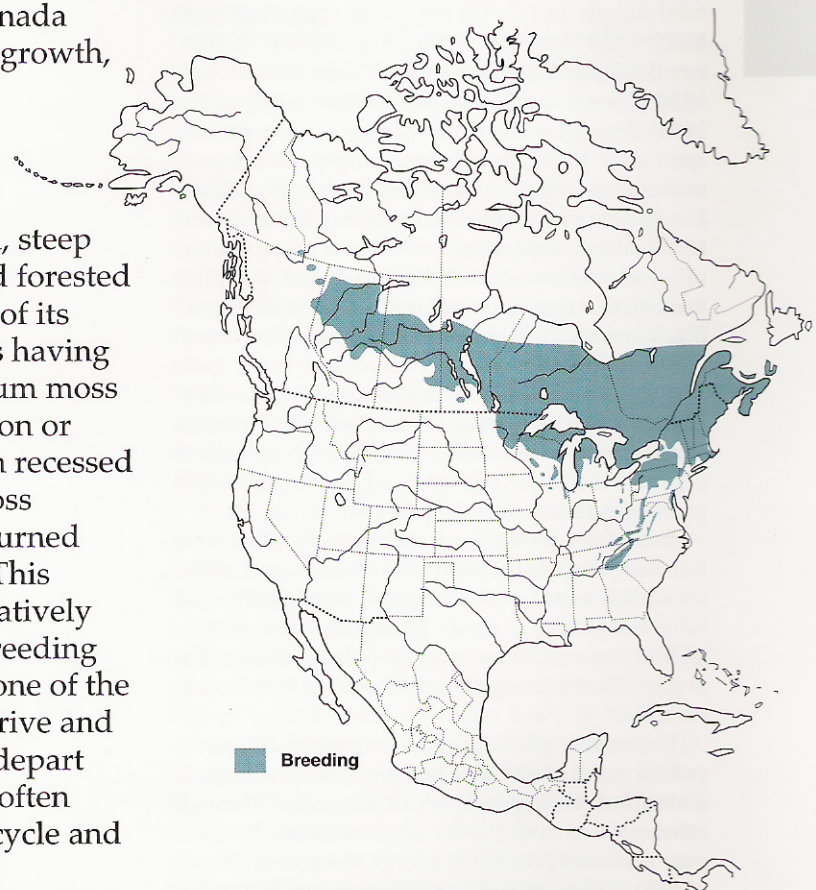 nada
growth,
, steep
d forested
of its
s having
um moss
on or
n recessed
oss
urned
This
atively
reeding
one of the
rive and
depart
often
cycle and
Breeding